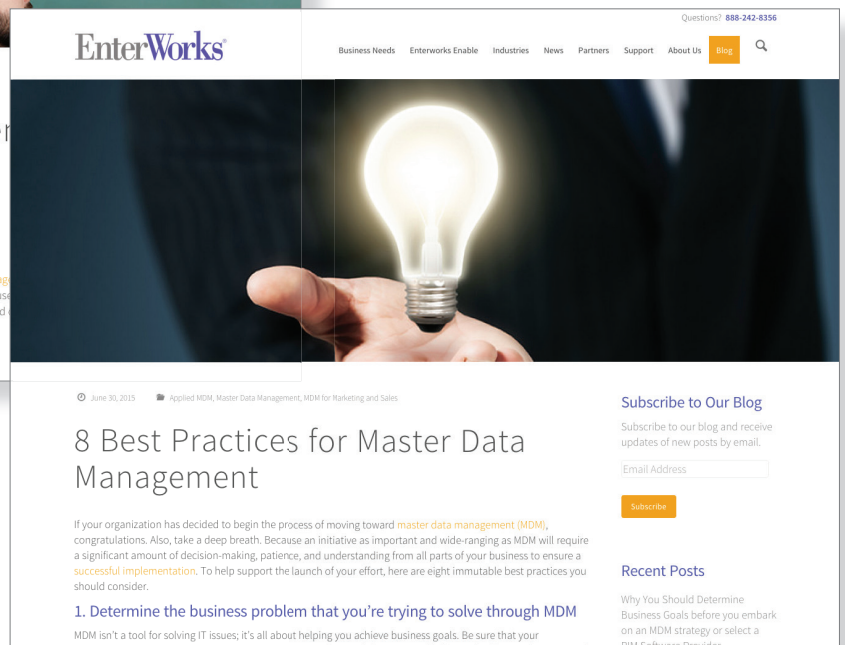 Questions? 888-242-8356
EnterWorks®
Business Needs Enterworks Enable Industries News Partners Support About Us Blog
June 30, 2015 Applied MDM, Master Data Management, MDM for Marketing and Sales
8 Best Practices for Master Data
Management
If your organization has decided to begin the process of moving toward master data management (MDM),
congratulations. Also, take a deep breath. Because an initiative as important and wide-ranging as MDM will require
a significant amount of decision-making, patience, and understanding from all parts of your business to ensure a
successful implementation. To help support the launch of your effort, here are eight immutable best practices you
should consider.
1. Determine the business problem that you're trying to solve through MDM
MDM isn't a tool for solving IT issues; it's all about helping you achieve business goals. Be sure that your
Subscribe to Our Blog
Subscribe to our blog and receive
updates of new posts by email.
Email Address
Subscribe
Recent Posts
Why You Should Determine
Business Goals before you embark
on an MDM strategy or select a
PIM Software Provider